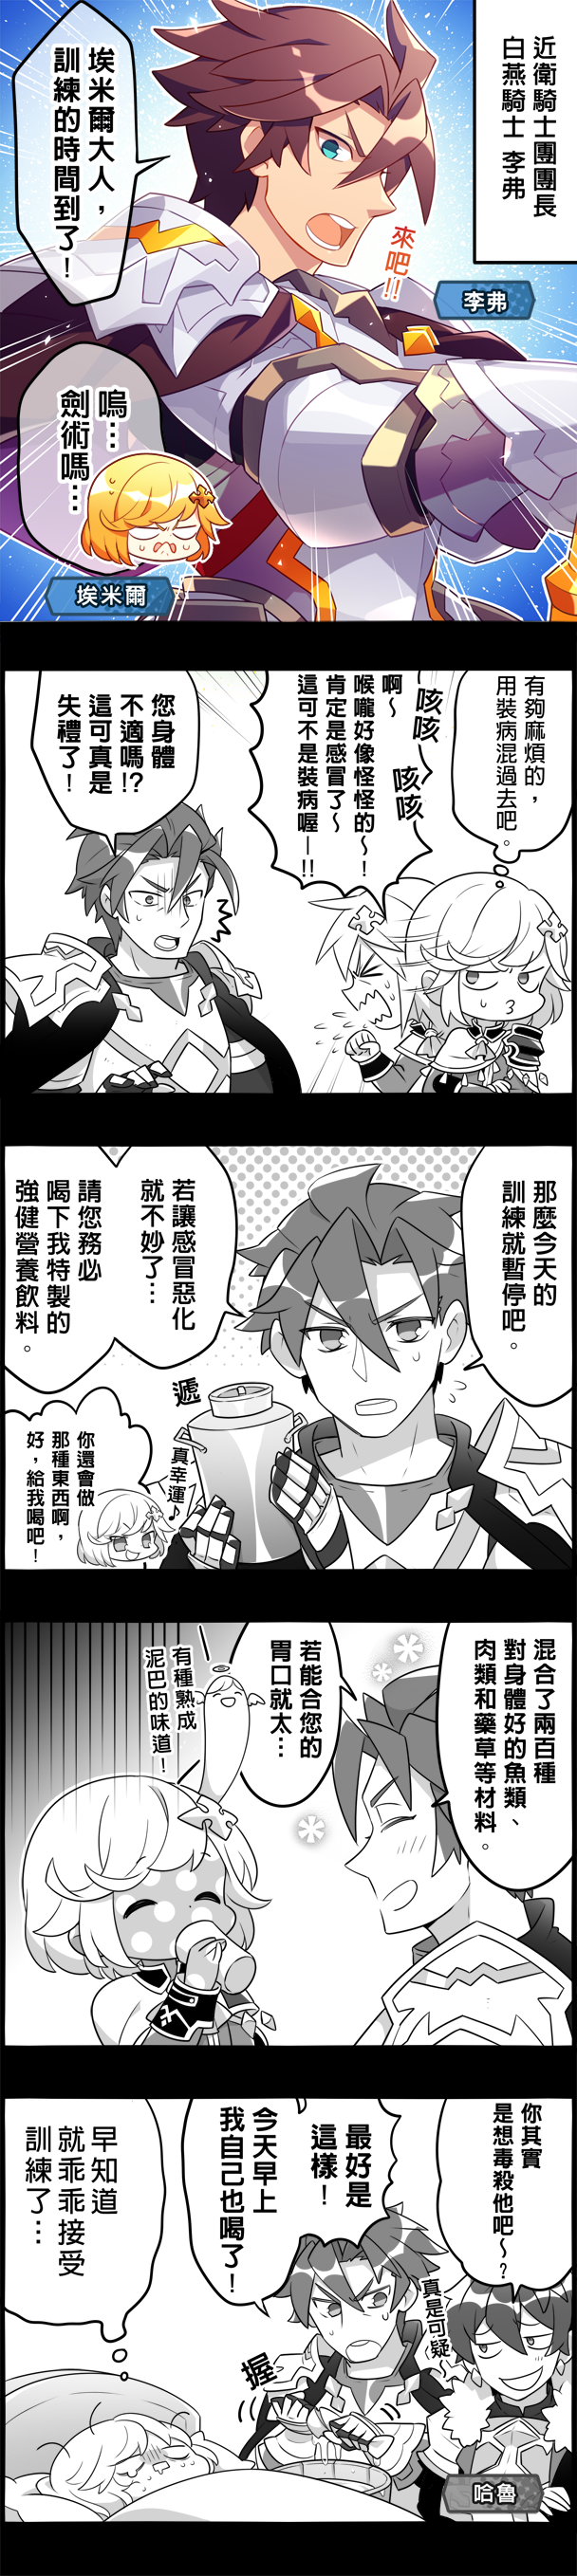 近衛騎士團團長
白燕騎士 李弗
埃米爾大人，
訓練的時間到了！
來吧!!
李弗
嗚…
劍術嗎…
埃米爾
有夠麻煩的，
用裝病混過去吧。
咳咳
咳咳
啊～
喉嚨好像怪怪的～！
肯定是感冒了～
這可不是裝病喔—!!
您身體
不適嗎!?
這可真是
失禮了！
那麼今天的
訓練就暫停吧。
若讓感冒惡化
就不妙了…
請您務必
喝下我特製的
強健營養飲料。
遞
真幸運♪
你還會做
那種東西啊，
好，給我喝吧！
混合了兩百種
對身體好的魚類、
肉類和藥草等材料。
若能合您的
胃口就太…
有種熟成
泥巴的味道！
你其實
是想毒殺他吧～？
最好是
這樣！
今天早上
我自己也喝了！
真是可疑～
握
哈魯
早知道
就乖乖接受
訓練了…